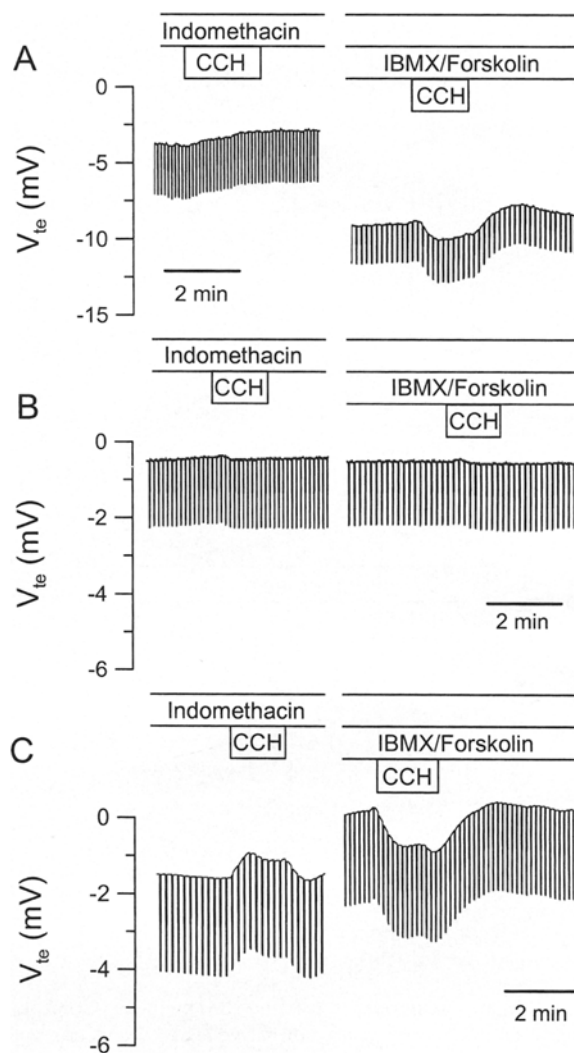 A
Indomethacin
CCH
IBMX/Forskolin
CCH
0
-5
-10
-15
Vte (mV)
2 min
B
Indomethacin
CCH
IBMX/Forskolin
CCH
0
-2
-4
-6
Vte (mV)
2 min
C
Indomethacin
CCH
IBMX/Forskolin
CCH
0
-2
-4
-6
Vte (mV)
2 min